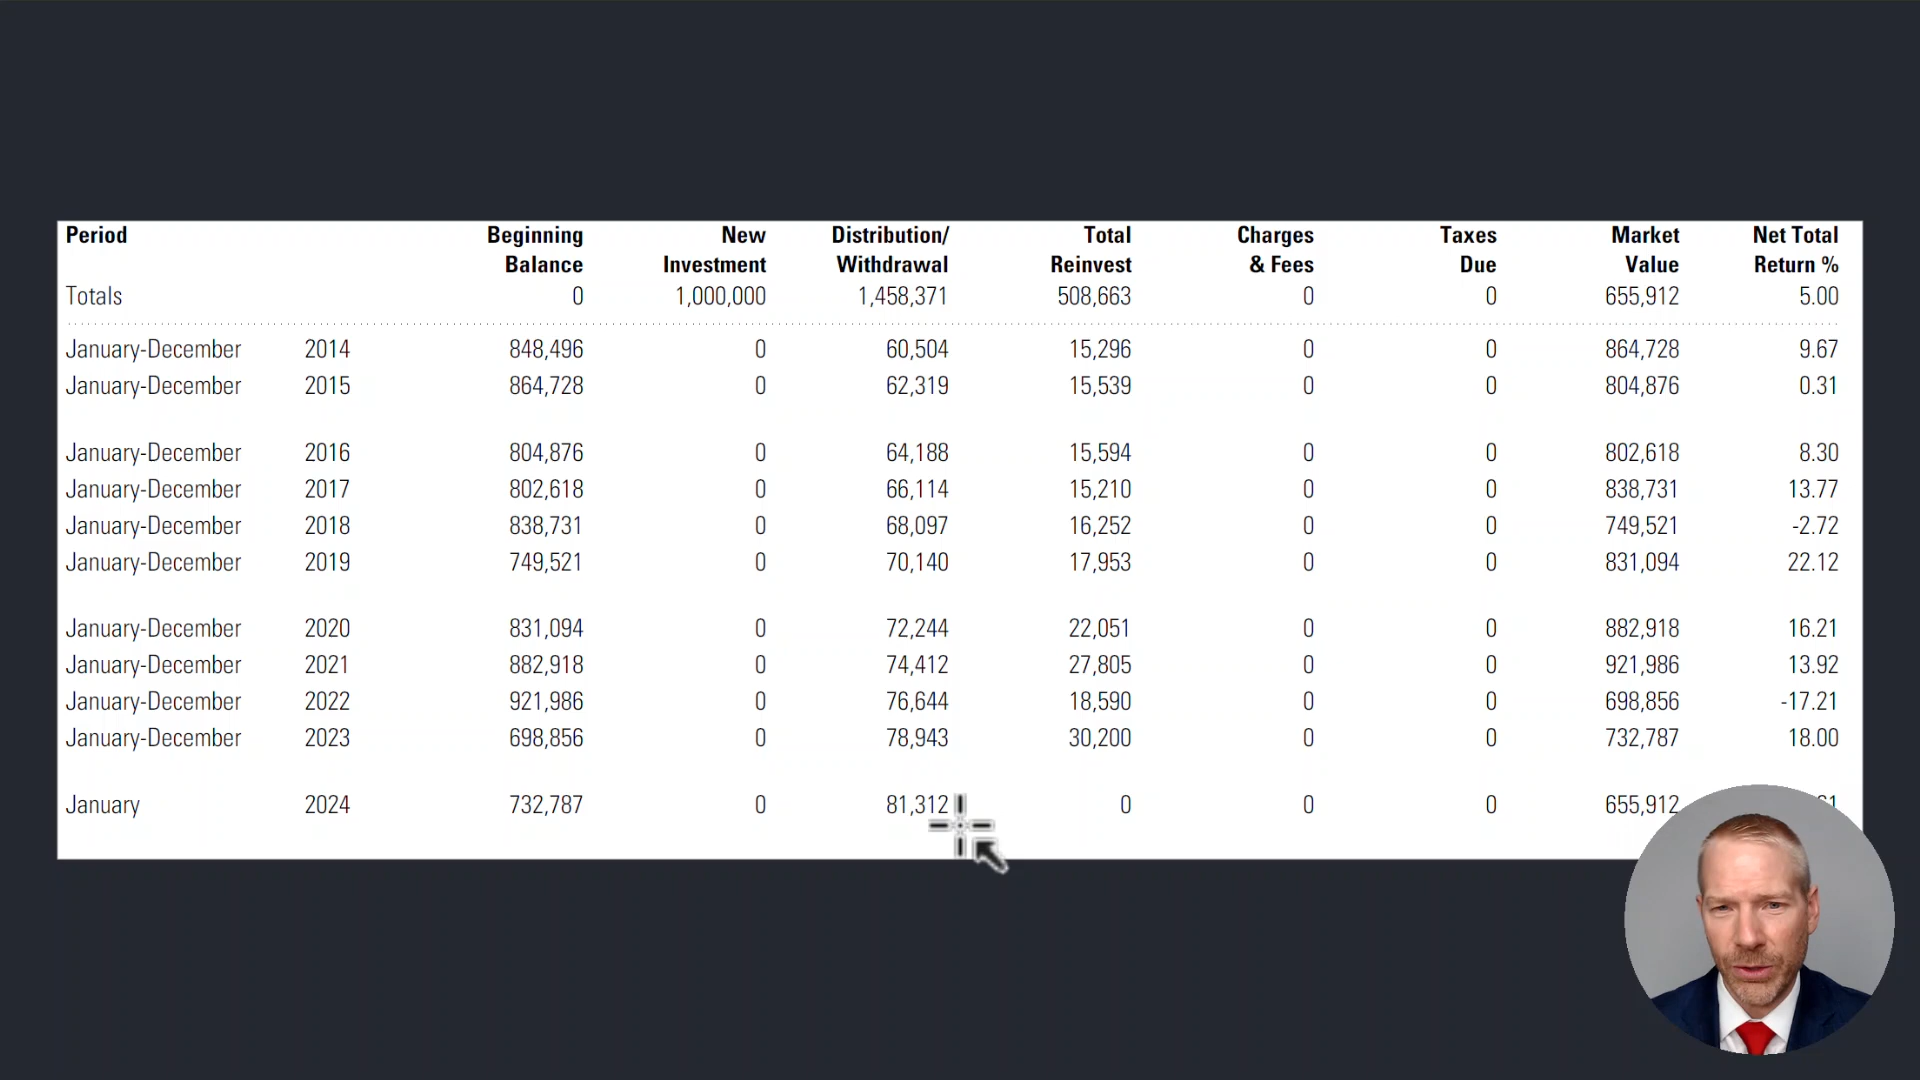 Period Beginning New Distribution/ Total Charges Taxes Market Net Total
Balance Investment Withdrawal Reinvest & Fees Due Value Return %
Totals 0 1,000,000 1,458,371 508,663 0 0 655,912 5.00
January-December 2014 848,496 0 60,504 15,296 0 0 864,728 9.67
January-December 2015 864,728 0 62,319 15,539 0 0 804,876 0.31
January-December 2016 804,876 0 64,188 15,594 0 0 802,618 8.30
January-December 2017 802,618 0 66,114 15,210 0 0 838,731 13.77
January-December 2018 838,731 0 68,097 16,252 0 0 749,521 -2.72
January-December 2019 749,521 0 70,140 17,953 0 0 831,094 22.12
January-December 2020 831,094 0 72,244 22,051 0 0 882,918 16.21
January-December 2021 882,918 0 74,412 27,805 0 0 921,986 13.92
January-December 2022 921,986 0 76,644 18,590 0 0 698,856 -17.21
January-December 2023 698,856 0 78,943 30,200 0 0 732,787 18.00
January 2024 732,787 0 81,312 0 0 0 655,912